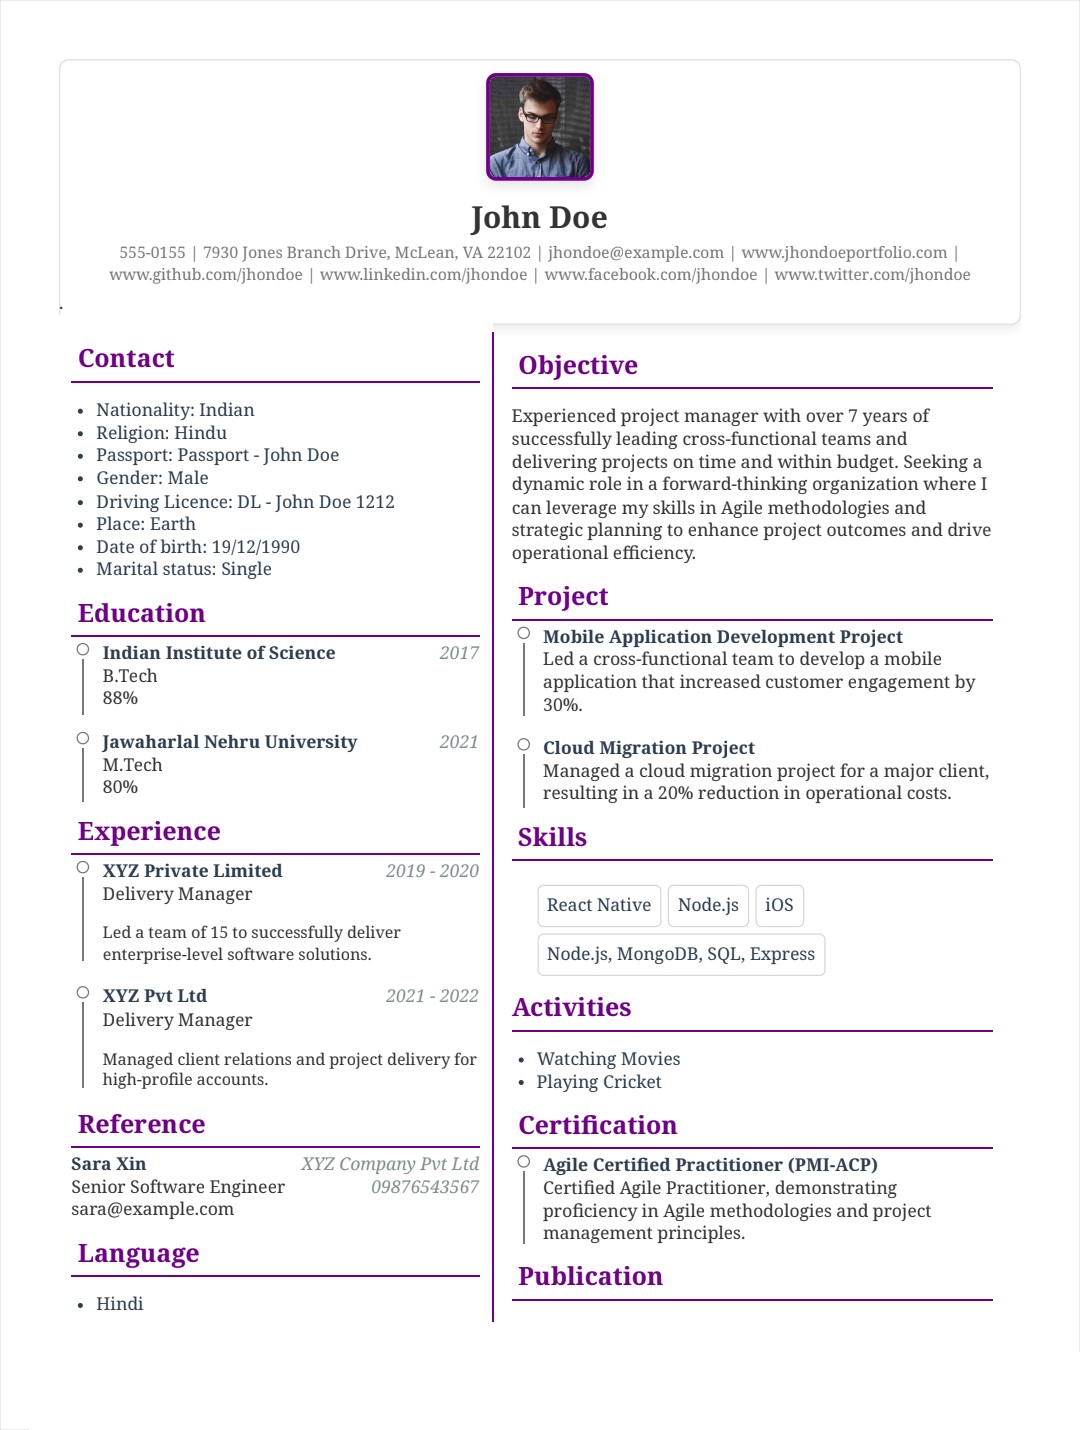 John Doe
555-0155 | 7930 Jones Branch Drive, McLean, VA 22102 | jhondoe@example.com | www.jhondoeportfolio.com |
www.github.com/jhondoe | www.linkedin.com/jhondoe | www.facebook.com/jhondoe | www.twitter.com/jhondoe
.
Contact
• Nationality: Indian
• Religion: Hindu
• Passport: Passport - John Doe
• Gender: Male
• Driving Licence: DL - John Doe 1212
• Place: Earth
• Date of birth: 19/12/1990
• Marital status: Single
Education
Indian Institute of Science 2017
B.Tech
88%
Jawaharlal Nehru University 2021
M.Tech
80%
Experience
XYZ Private Limited 2019 - 2020
Delivery Manager
Led a team of 15 to successfully deliver
enterprise-level software solutions.
XYZ Pvt Ltd 2021 - 2022
Delivery Manager
Managed client relations and project delivery for
high-profile accounts.
Reference
Sara Xin XYZ Company Pvt Ltd
Senior Software Engineer 09876543567
sara@example.com
Language
• Hindi
Objective
Experienced project manager with over 7 years of
successfully leading cross-functional teams and
delivering projects on time and within budget. Seeking a
dynamic role in a forward-thinking organization where I
can leverage my skills in Agile methodologies and
strategic planning to enhance project outcomes and drive
operational efficiency.
Project
Mobile Application Development Project
Led a cross-functional team to develop a mobile
application that increased customer engagement by
30%.
Cloud Migration Project
Managed a cloud migration project for a major client,
resulting in a 20% reduction in operational costs.
Skills
React Native Node.js iOS
Node.js, MongoDB, SQL, Express
Activities
• Watching Movies
• Playing Cricket
Certification
Agile Certified Practitioner (PMI-ACP)
Certified Agile Practitioner, demonstrating
proficiency in Agile methodologies and project
management principles.
Publication